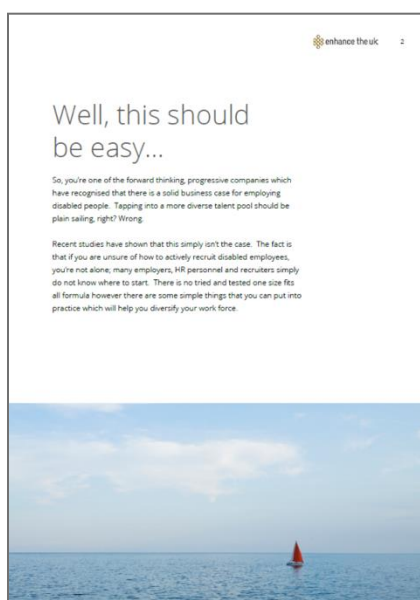 enhance the uk 2
Well, this should
be easy...
So, you're one of the forward thinking, progressive companies which
have recognised that there is a solid business case for employing
disabled people. Tapping into a more diverse talent pool should be
plain sailing, right? Wrong.
Recent studies have shown that this simply isn't the case. The fact is
that if you are unsure of how to actively recruit disabled employees,
you're not alone; many employers, HR personnel and recruiters simply
do not know where to start. There is no tried and tested one size fits
all formula however there are some simple things that you can put into
practice which will help you diversify your work force.